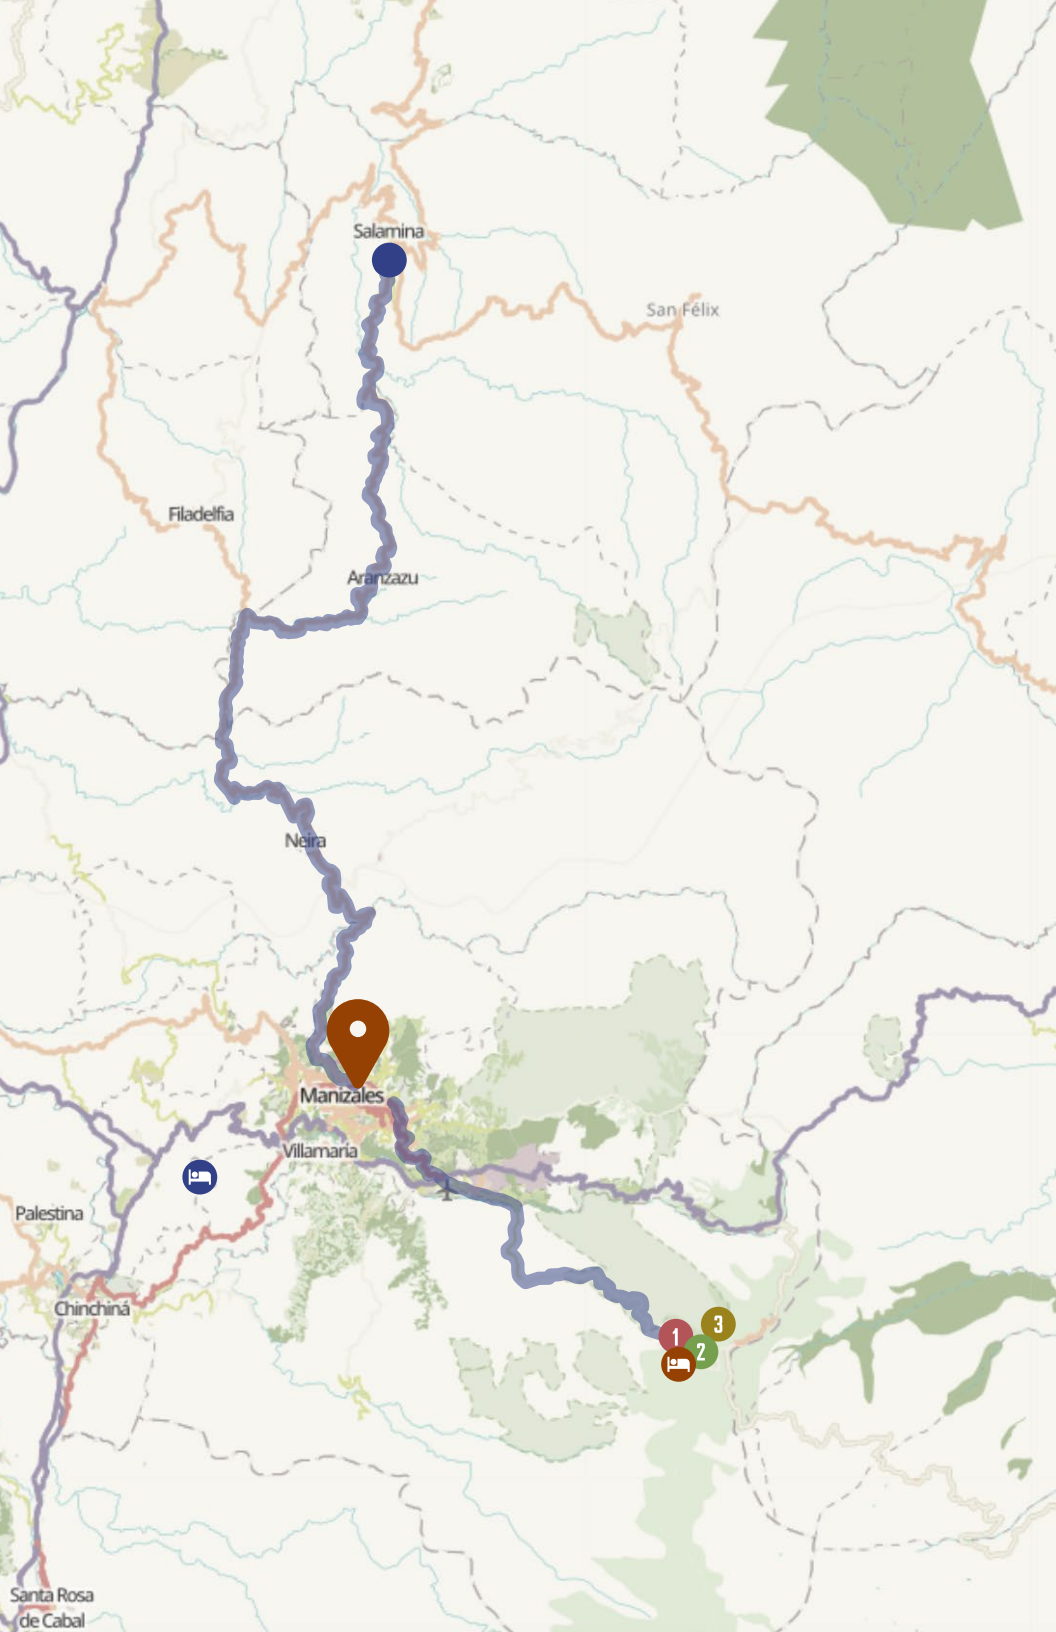 Salamina
San Félix
Filadelfia
Aranzazu
Neira
Manizales
Villamaría
Palestina
Chinchiná
3
1
2
Santa Rosa
de Cabal